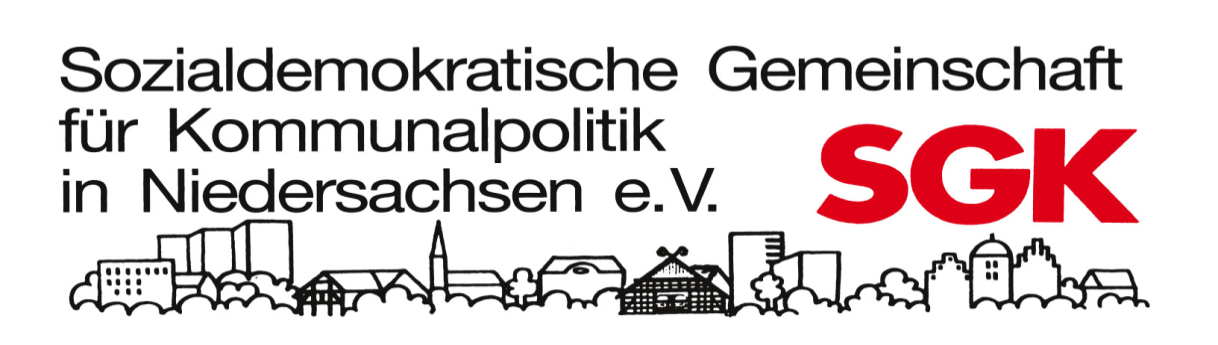 Sozialdemokratische Gemeinschaft
für Kommunalpolitik
in Niedersachsen e.V.
SGK